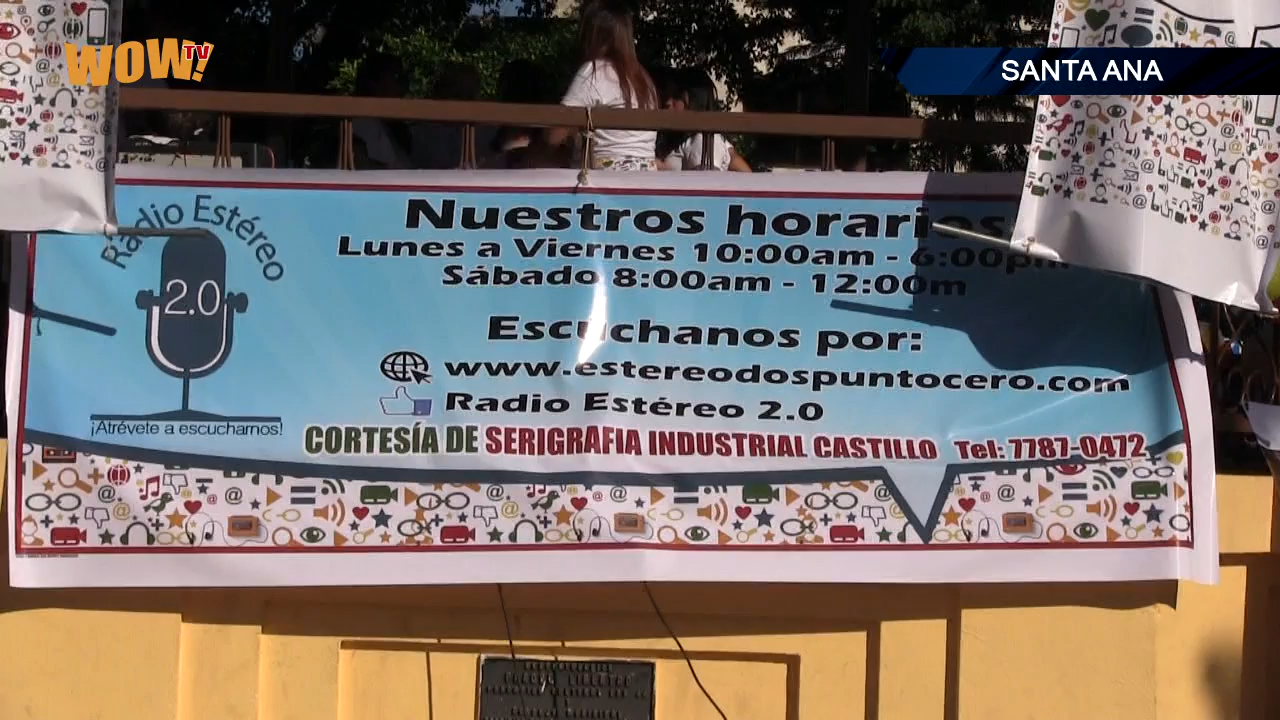 WOW!
TV
SANTA ANA
Radio Estéreo
2.0
¡Atrévete a escucharnos!
Nuestros horarios
Lunes a Viernes 10:00am - 6:00pm
Sábado 8:00am - 12:00m
Escuchanos por:
www.estereodospuntocero.com
Radio Estéreo 2.0
CORTESÍA DE SERIGRAFIA INDUSTRIAL CASTILLO Tel: 7787-0472